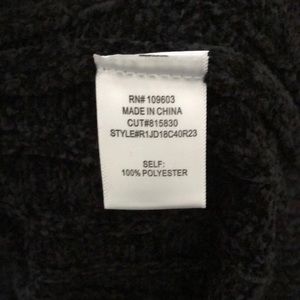 RN# 109603
MADE IN CHINA
CUT#815830
STYLE#R1JD18C40R23
SELF:
100% POLYESTER